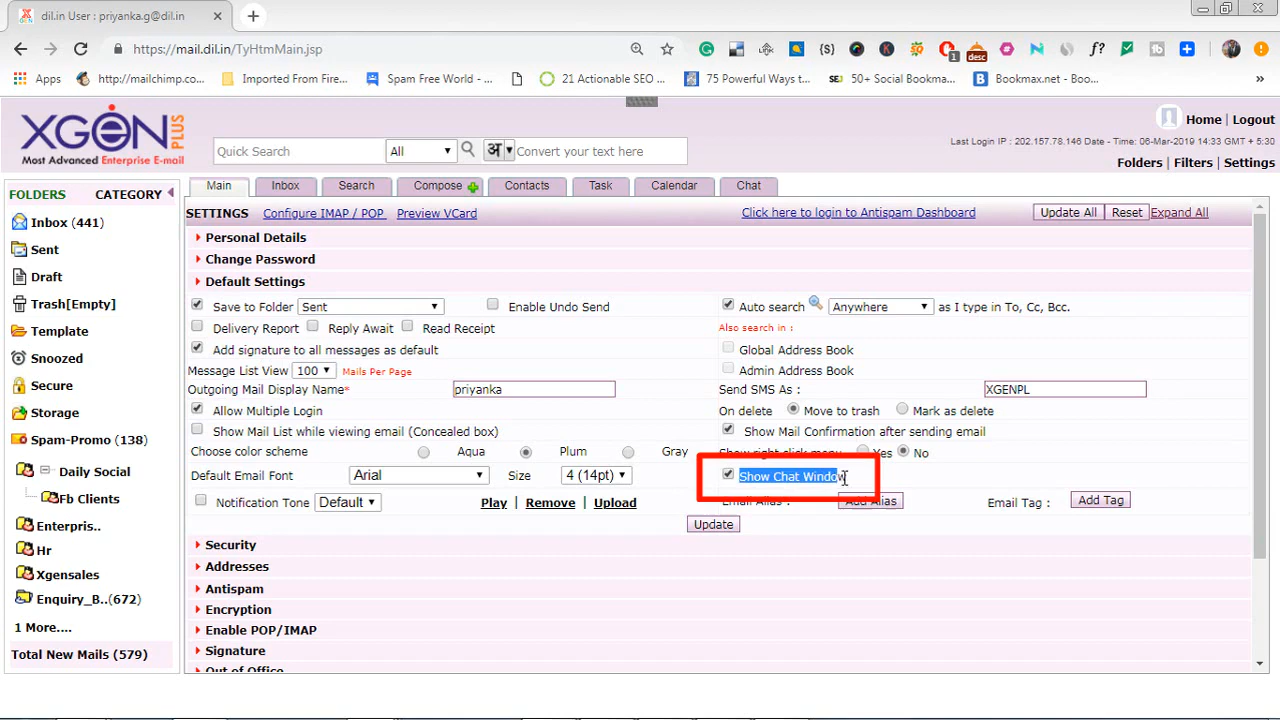 dil.in User : priyanka.g@dil.in
https://mail.dil.in/TyHtmMain.jsp
Apps http://mailchimp.co... Imported From Fire... Spam Free World - ... 21 Actionable SEO ... 75 Powerful Ways t... SEJ 50+ Social Bookma... B Bookmax.net - Boo... »
XGEN PLUS
Most Advanced Enterprise E-mail
Quick Search All अ Convert your text here
Home | Logout
Last Login IP : 202.157.78.146 Date - Time: 06-Mar-2019 14:33 GMT + 5:30
Folders | Filters | Settings
FOLDERS CATEGORY
Inbox (441)
Sent
Draft
Trash[Empty]
Template
Snoozed
Secure
Storage
Spam-Promo (138)
Daily Social
Fb Clients
Enterpris..
Hr
Xgensales
Enquiry_B..(672)
1 More....
Total New Mails (579)
Main Inbox Search Compose Contacts Task Calendar Chat
SETTINGS Configure IMAP / POP Preview VCard Click here to login to Antispam Dashboard Update All Reset Expand All
Personal Details
Change Password
Default Settings
Save to Folder Sent Enable Undo Send Auto search Anywhere as I type in To, Cc, Bcc.
Delivery Report Reply Await Read Receipt Also search in :
Add signature to all messages as default Global Address Book
Message List View 100 Mails Per Page Admin Address Book
Outgoing Mail Display Name* priyanka Send SMS As : XGENPL
Allow Multiple Login On delete Move to trash Mark as delete
Show Mail List while viewing email (Concealed box) Show Mail Confirmation after sending email
Choose color scheme Aqua Plum Gray Show right click menu Yes No
Default Email Font Arial Size 4 (14pt) Show Chat Window
Notification Tone Default Play | Remove | Upload Email Alias : Add Alias Email Tag : Add Tag
Update
Security
Addresses
Antispam
Encryption
Enable POP/IMAP
Signature
Out of Office